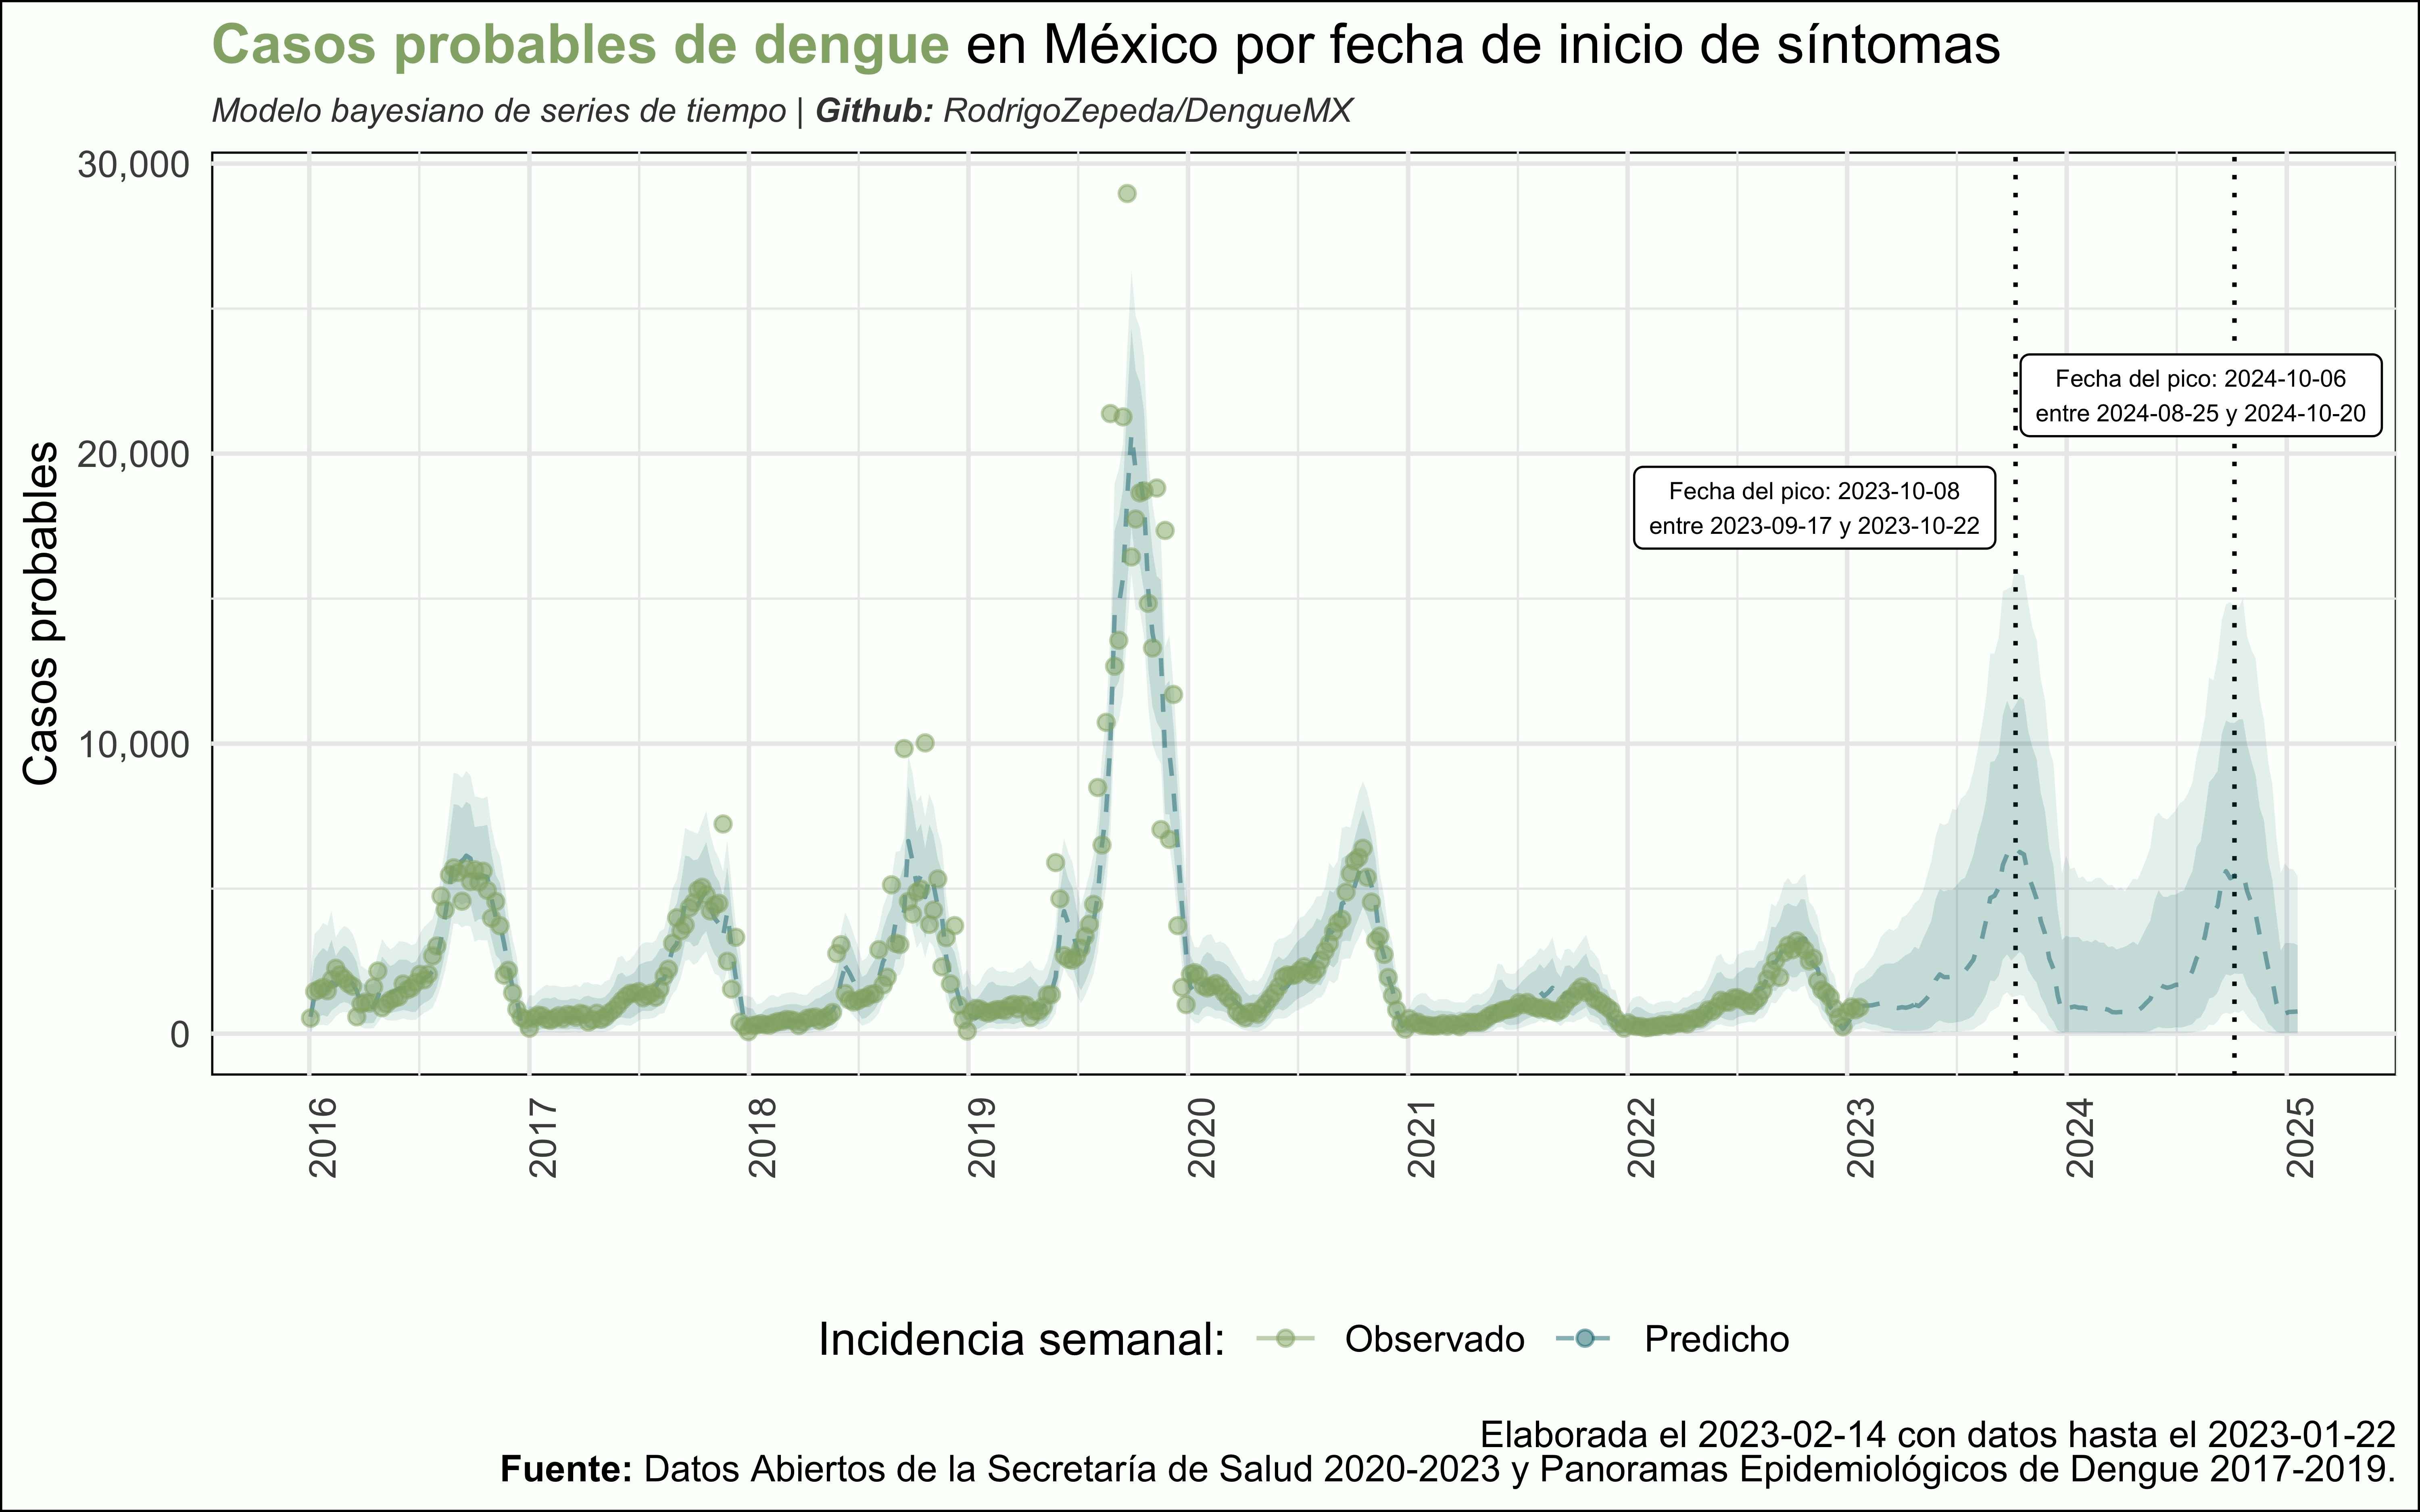 Casos probables de dengue en México por fecha de inicio de síntomas
Modelo bayesiano de series de tiempo | Github: RodrigoZepeda/DengueMX
Casos probables
30,000
20,000
10,000
0
Fecha del pico: 2024-10-06
entre 2024-08-25 y 2024-10-20
Fecha del pico: 2023-10-08
entre 2023-09-17 y 2023-10-22
2016
2017
2018
2019
2020
2021
2022
2023
2024
2025
Incidencia semanal:
Observado
Predicho
Elaborada el 2023-02-14 con datos hasta el 2023-01-22
Fuente: Datos Abiertos de la Secretaría de Salud 2020-2023 y Panoramas Epidemiológicos de Dengue 2017-2019.